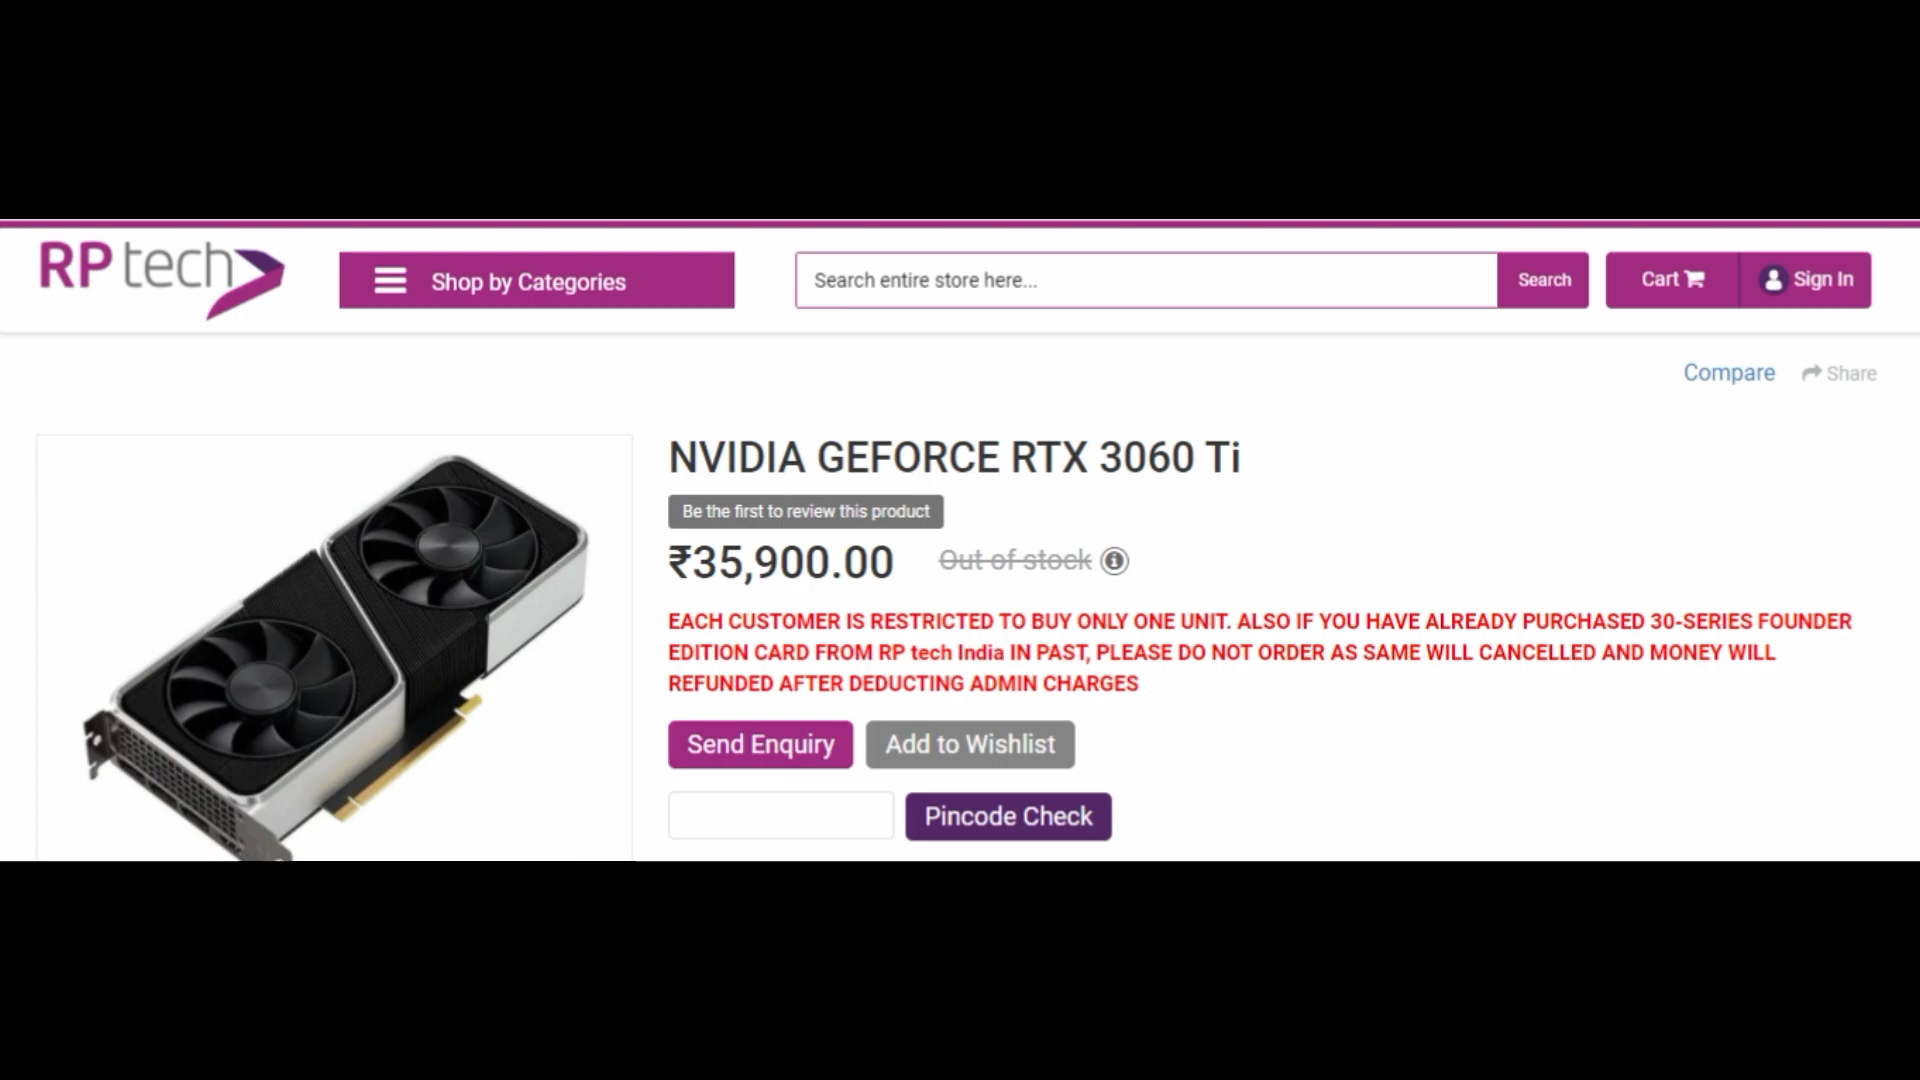 RP tech
Shop by Categories
Search entire store here...
Search
Cart
Sign In
Compare
Share
NVIDIA GEFORCE RTX 3060 Ti
Be the first to review this product
₹35,900.00
Out of stock
EACH CUSTOMER IS RESTRICTED TO BUY ONLY ONE UNIT. ALSO IF YOU HAVE ALREADY PURCHASED 30-SERIES FOUNDER
EDITION CARD FROM RP tech India IN PAST, PLEASE DO NOT ORDER AS SAME WILL CANCELLED AND MONEY WILL
REFUNDED AFTER DEDUCTING ADMIN CHARGES
Send Enquiry
Add to Wishlist
Pincode Check